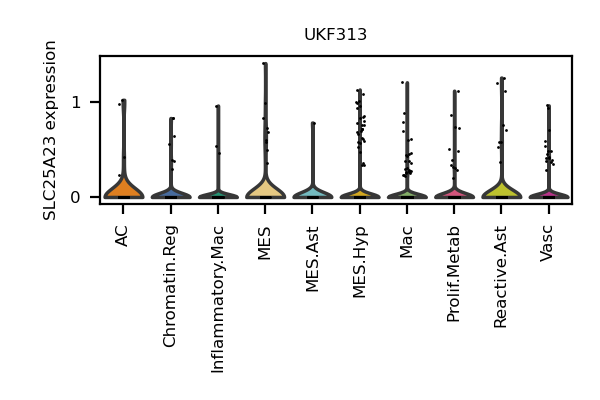 UKF313
SLC25A23 expression
1
0
AC
Chromatin.Reg
Inflammatory.Mac
MES
MES.Ast
MES.Hyp
Mac
Prolif.Metab
Reactive.Ast
Vasc